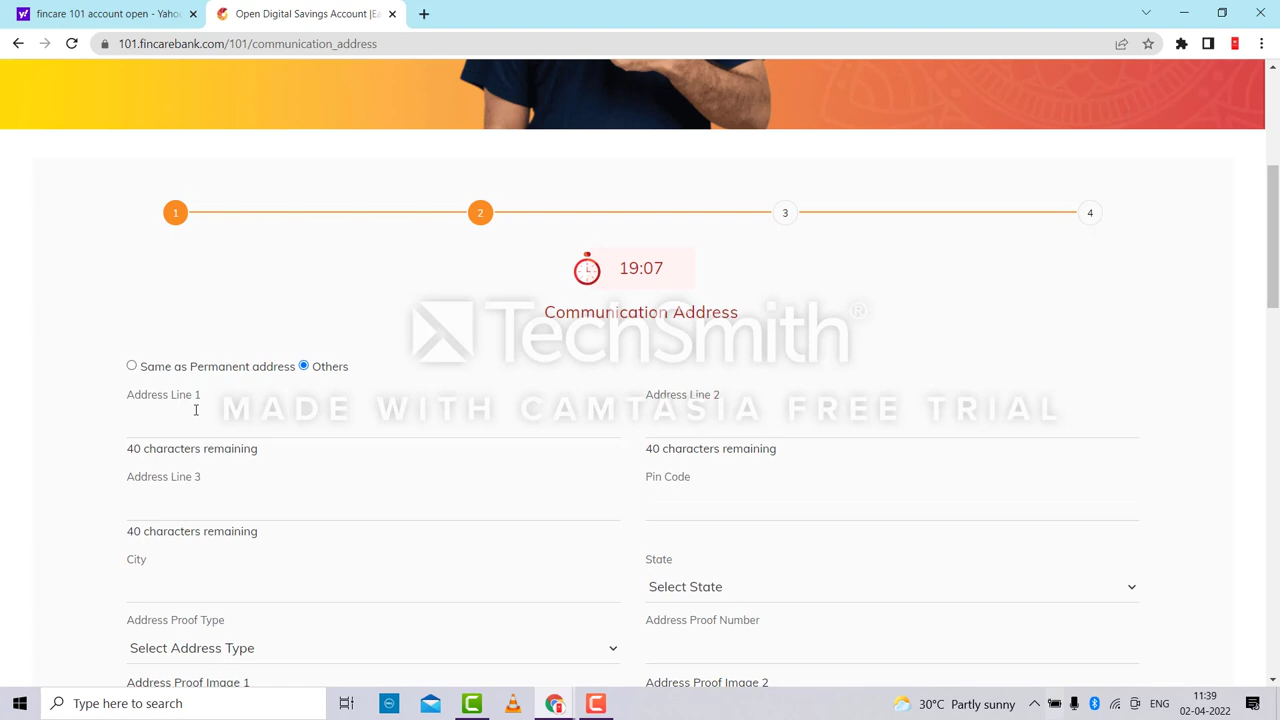 fincare 101 account open - Yahoo
Open Digital Savings Account |Ea
101.fincarebank.com/101/communication_address
1
2
3
4
19:07
Communication Address
TechSmith®
MADE WITH CAMTASIA FREE TRIAL
Same as Permanent address Others
Address Line 1
Address Line 2
40 characters remaining
40 characters remaining
Address Line 3
Pin Code
40 characters remaining
City
State
Select State
Address Proof Type
Address Proof Number
Select Address Type
Address Proof Image 1
Address Proof Image 2
Type here to search
30°C Partly sunny
ENG
11:39
02-04-2022